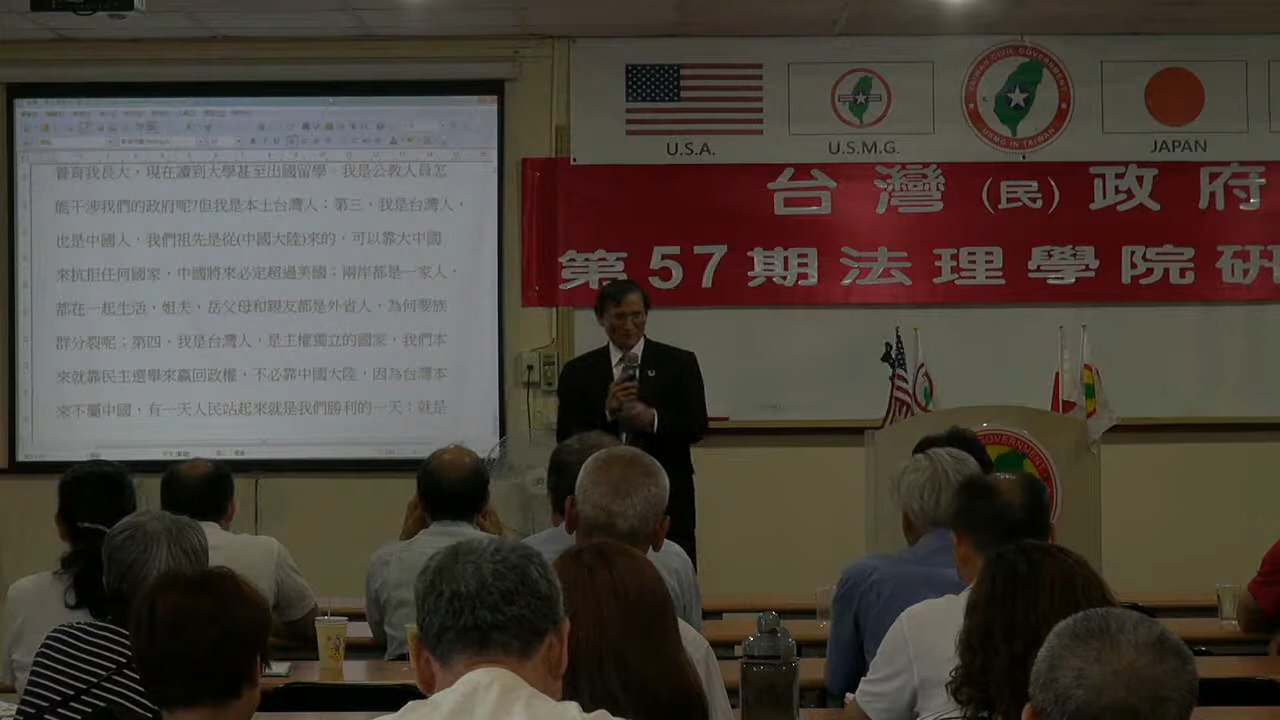 養育我長大，現在讀到大學甚至出國留學，我是公教人員怎
能干涉我們的政府呢?但我是本土台灣人；第三，我是台灣人，
也是中國人，我們祖先是從(中國大陸)來的，可以靠大中國
來抗拒任何國家，中國將來必定超過美國；兩岸都是一家人，
都在一起生活，姐夫，岳父母和親友都是外省人，為何要族
群分裂呢；第四，我是台灣人，是主權獨立的國家，我們本
來就靠民主選舉來贏回政權，不必靠中國大陸，因為台灣本
來不屬中國，有一天人民站起來就是我們勝利的一天；就是
U.S.A.
U.S.M.G.
TAIWAN CIVIL GOVERNMENT
USMG IN TAIWAN
JAPAN
台灣(民)政府
第57期法理學院研
GOVERNMENT